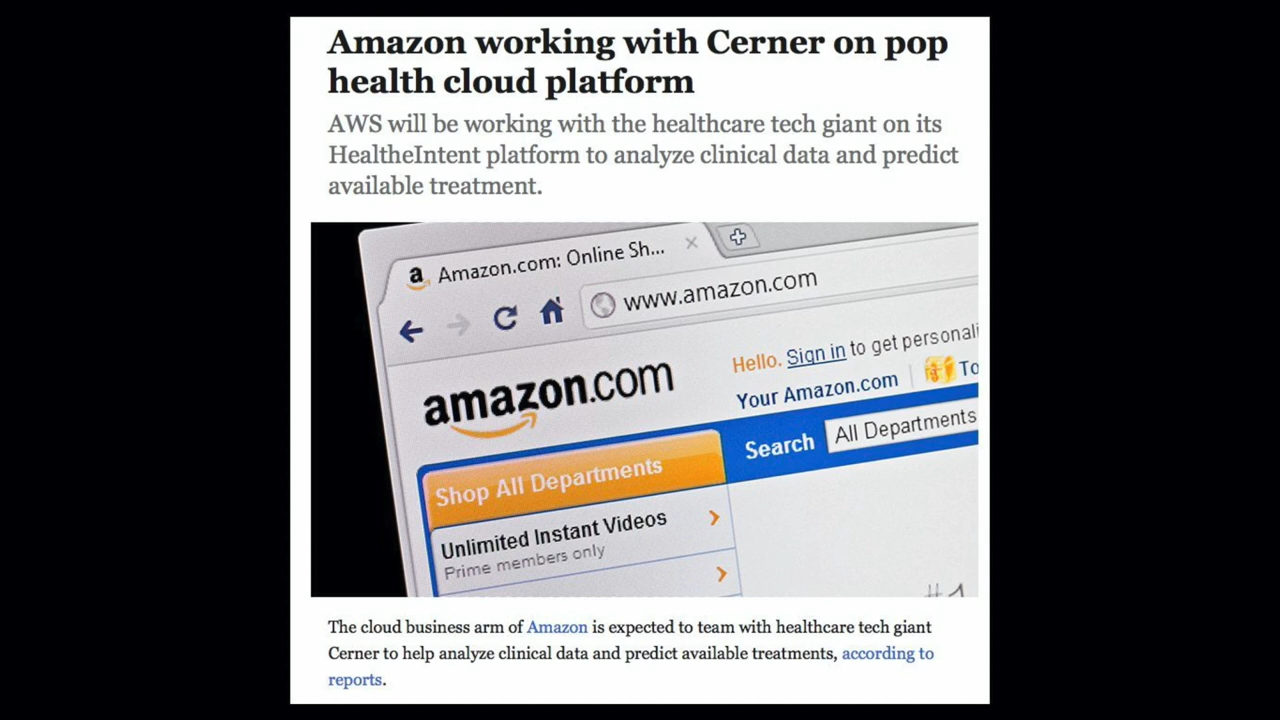 Amazon working with Cerner on pop
health cloud platform
AWS will be working with the healthcare tech giant on its
HealtheIntent platform to analyze clinical data and predict
available treatment.
a Amazon.com: Online Sh...
www.amazon.com
Hello. Sign in to get personali
amazon.com
Your Amazon.com
To
Search All Departments
Shop All Departments
Unlimited Instant Videos
Prime members only
#1
The cloud business arm of Amazon is expected to team with healthcare tech giant
Cerner to help analyze clinical data and predict available treatments, according to
reports.